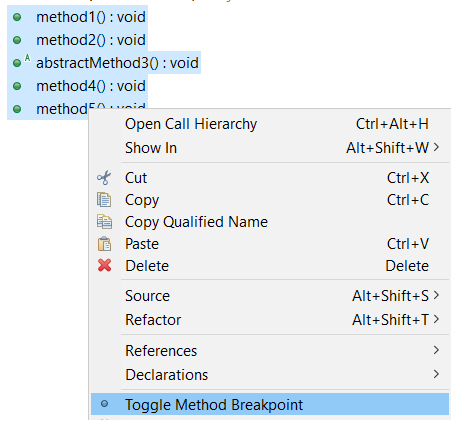 method1() : void
method2() : void
A abstractMethod3() : void
method4() : void
method5() : void
Open Call Hierarchy Ctrl+Alt+H
Show In Alt+Shift+W
Cut Ctrl+X
Copy Ctrl+C
Copy Qualified Name
Paste Ctrl+V
Delete Delete
Source Alt+Shift+S
Refactor Alt+Shift+T
References
Declarations
Toggle Method Breakpoint